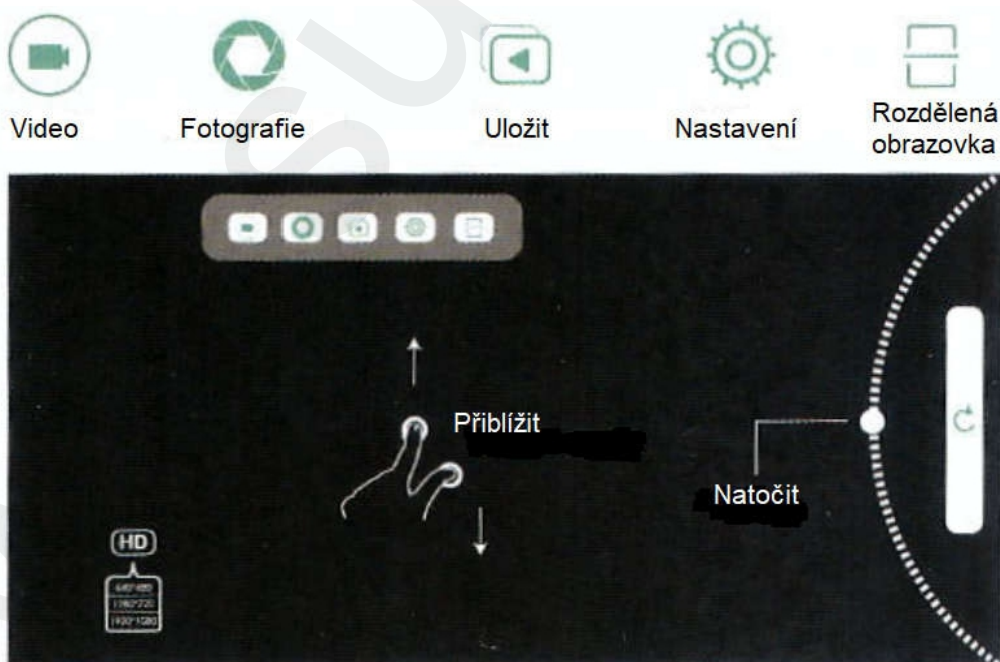 Video
Fotografie
Uložit
Nastavení
Rozdělená
obrazovka
Přiblížit
Natočit
HD
640*480
1280*720
1920*1080